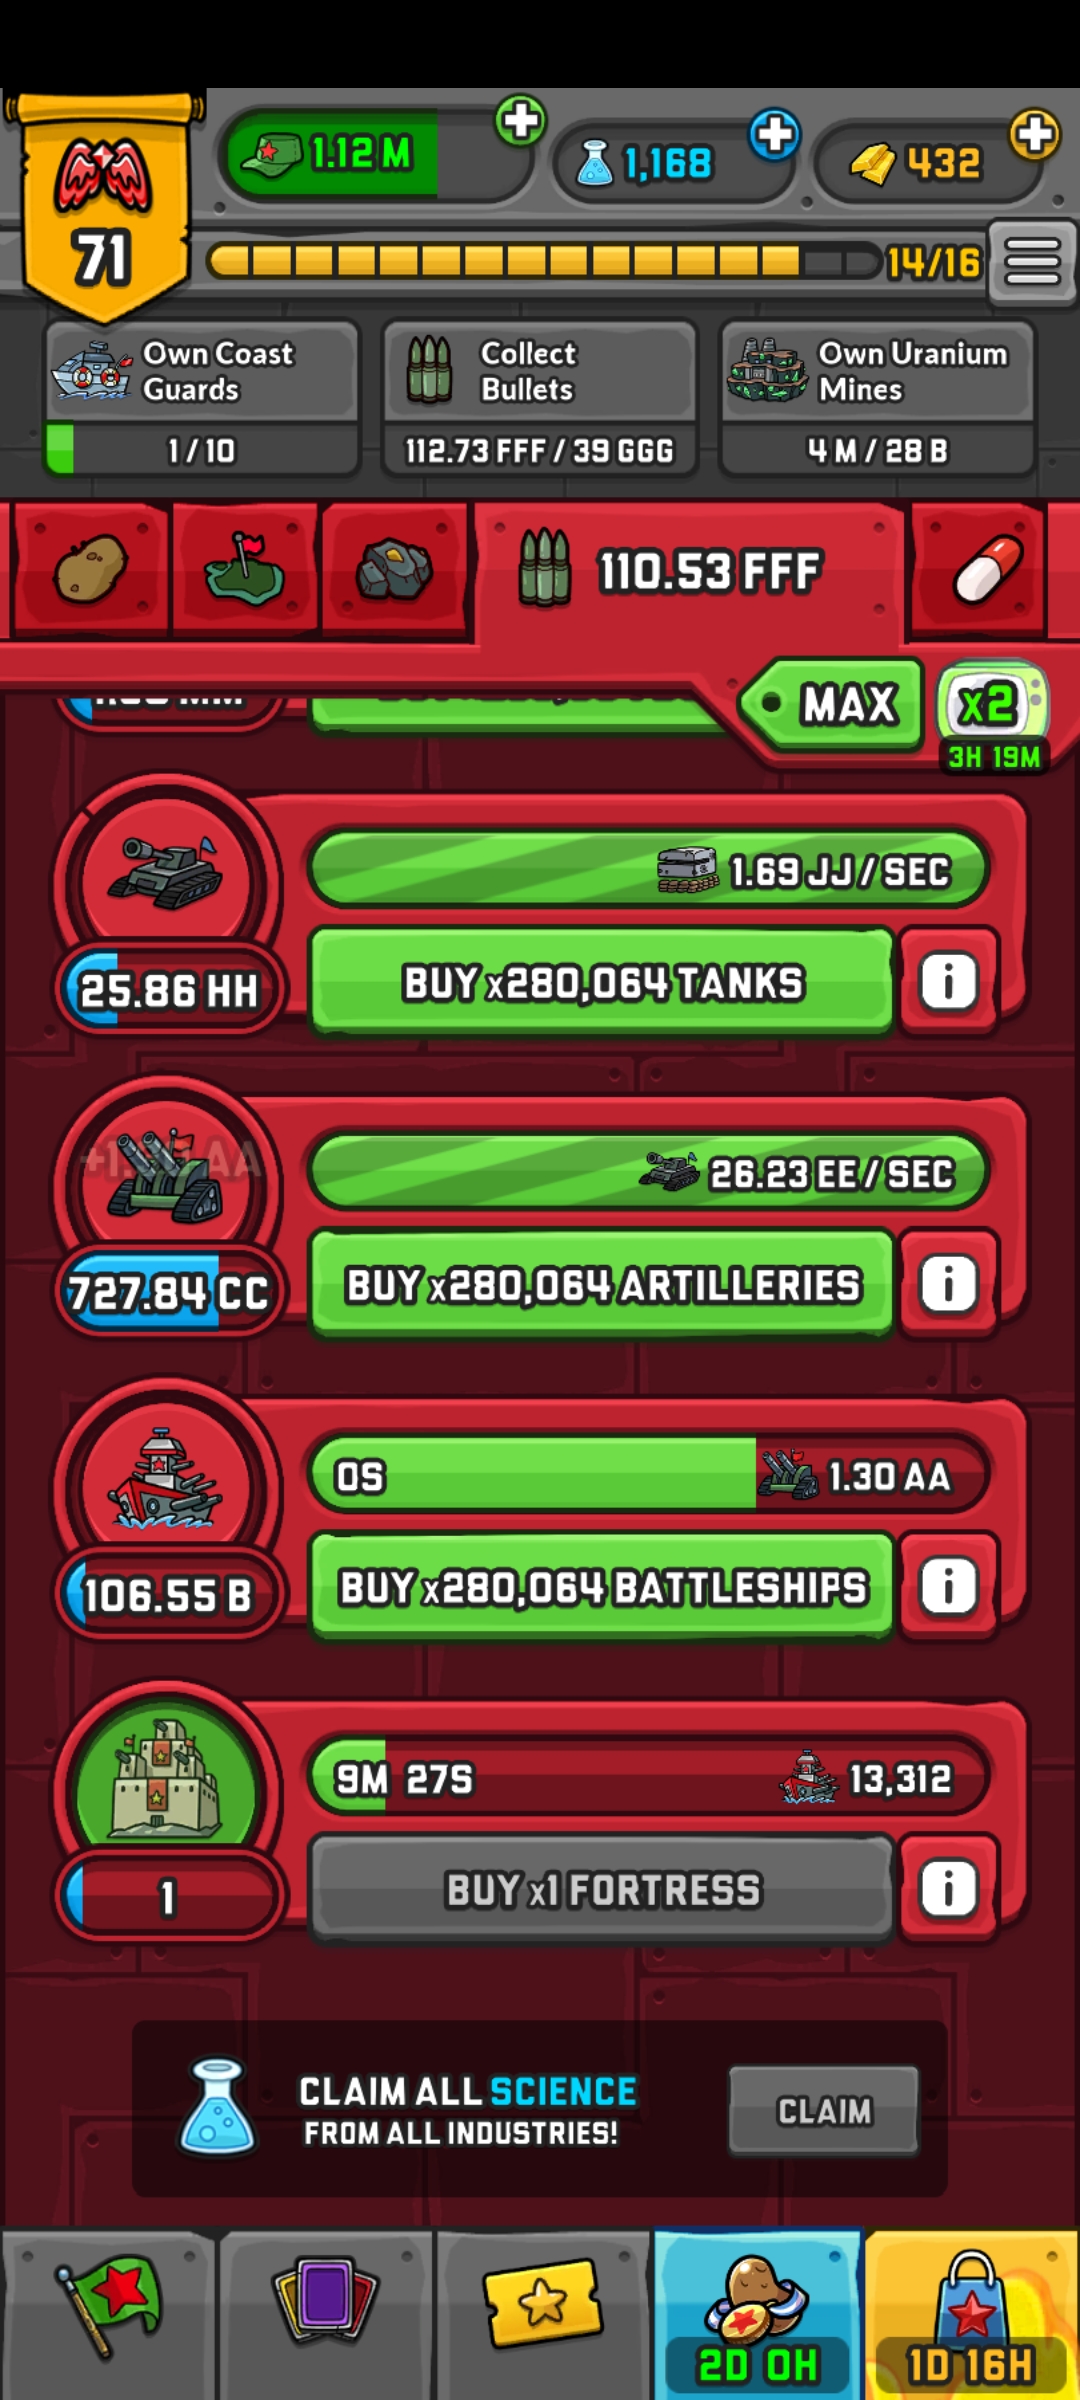 1.12 M
1,168
432
71
14/16
Own Coast
Guards
1 / 10
Collect
Bullets
112.73 FFF / 39 GGG
Own Uranium
Mines
4 M / 28 B
110.53 FFF
MAX
x2
3H 19M
1.69 JJ / SEC
25.86 HH
BUY x280,064 TANKS
i
26.23 EE / SEC
727.84 CC
BUY x280,064 ARTILLERIES
i
0S
1.30 AA
106.55 B
BUY x280,064 BATTLESHIPS
i
9M 27S
13,312
1
BUY x1 FORTRESS
i
CLAIM ALL SCIENCE
FROM ALL INDUSTRIES!
CLAIM
2D 0H
1D 16H